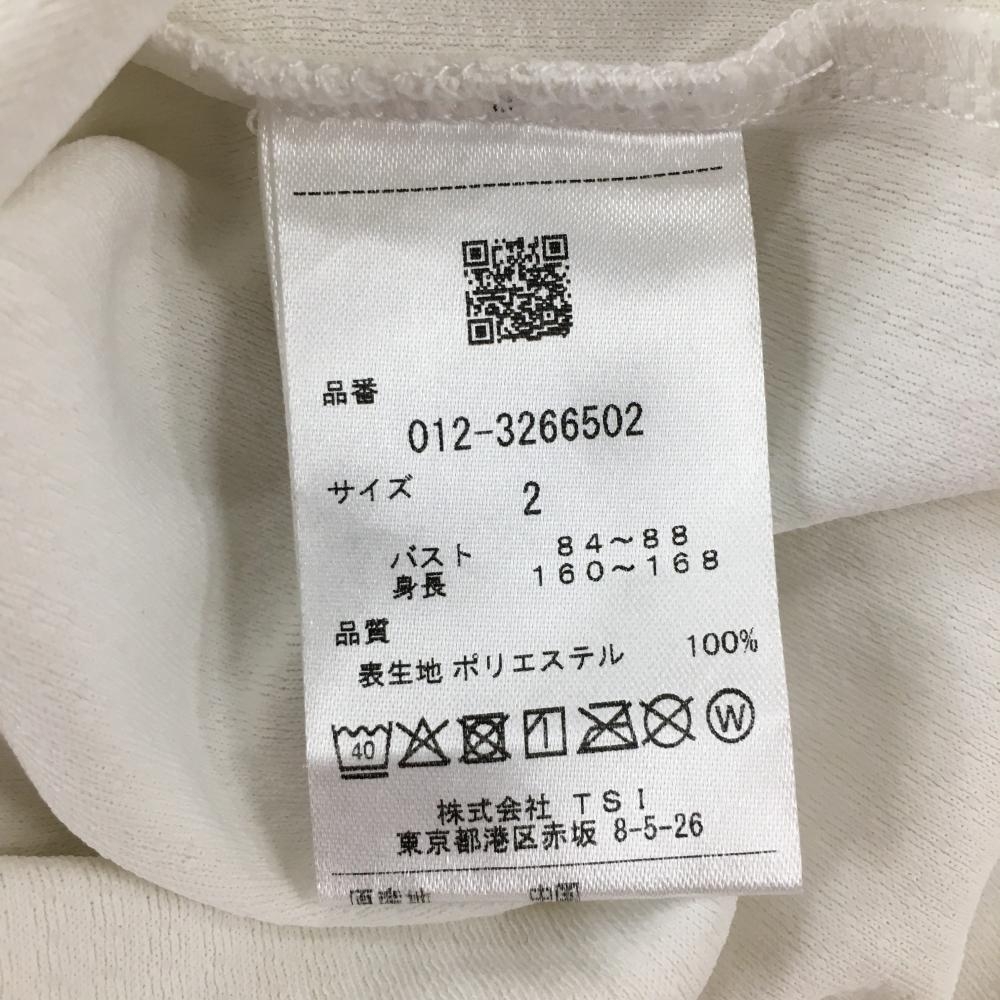 品番
012-3266502
サイズ 2
バスト 84～88
身長 160～168
品質
表生地 ポリエステル 100%
40 W
株式会社 TSI
東京都港区赤坂 8-5-26